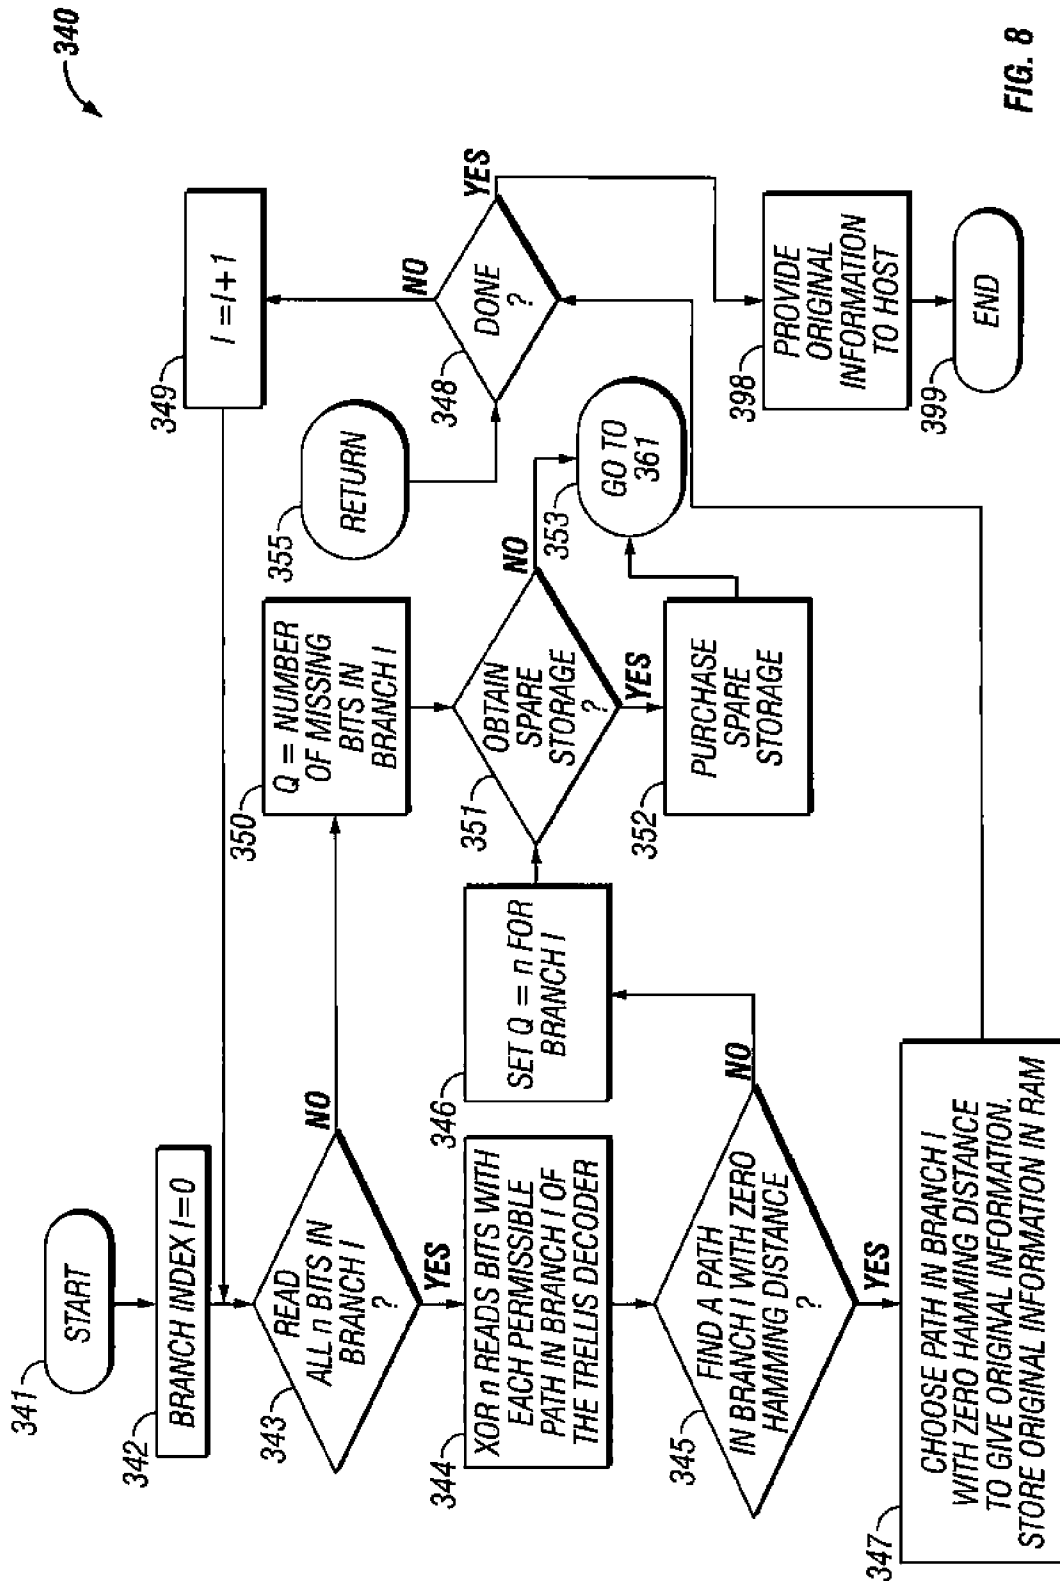 340
341
START
342
BRANCH INDEX I=0
343
READ
ALL n BITS IN
BRANCH I
?
NO
YES
344
XOR n READS BITS WITH
EACH PERMISSIBLE
PATH IN BRANCH I OF
THE TRELLIS DECODER
345
FIND A PATH
IN BRANCH I WITH ZERO
HAMMING DISTANCE
?
NO
YES
347
CHOOSE PATH IN BRANCH I
WITH ZERO HAMMING DISTANCE
TO GIVE ORIGINAL INFORMATION.
STORE ORIGINAL INFORMATION IN RAM
346
SET Q = n FOR
BRANCH I
350
Q = NUMBER
OF MISSING
BITS IN
BRANCH I
351
OBTAIN
SPARE
STORAGE
?
NO
YES
352
PURCHASE
SPARE
STORAGE
353
GO TO
361
355
RETURN
349
I =I+1
348
DONE
?
NO
YES
398
PROVIDE
ORIGINAL
INFORMATION
TO HOST
399
END
FIG. 8